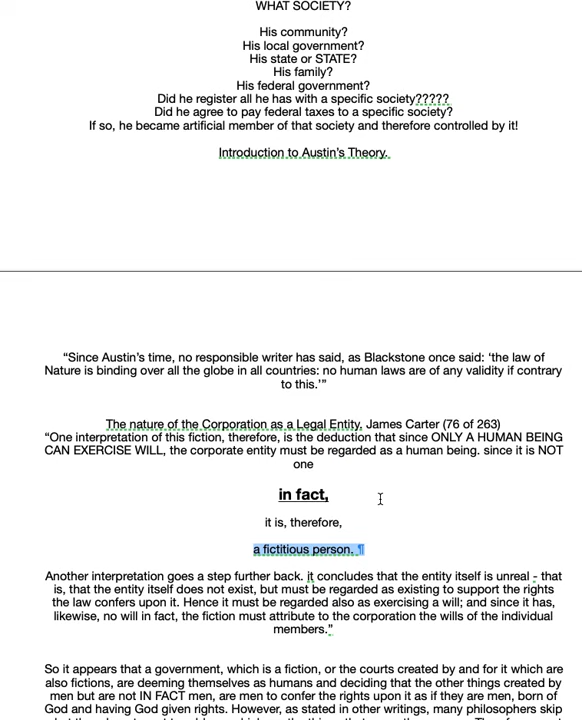 WHAT SOCIETY?
His community?
His local government?
His state or STATE?
His family?
His federal government?
Did he register all he has with a specific society?????
Did he agree to pay federal taxes to a specific society?
If so, he became artificial member of that society and therefore controlled by it!
Introduction to Austin's Theory.
“Since Austin's time, no responsible writer has said, as Blackstone once said: ‘the law of
Nature is binding over all the globe in all countries: no human laws are of any validity if contrary
to this.’”
The nature of the Corporation as a Legal Entity, James Carter (76 of 263)
“One interpretation of this fiction, therefore, is the deduction that since ONLY A HUMAN BEING
CAN EXERCISE WILL, the corporate entity must be regarded as a human being. since it is NOT
one
in fact,
it is, therefore,
a fictitious person. ¶
Another interpretation goes a step further back. it concludes that the entity itself is unreal - that
is, that the entity itself does not exist, but must be regarded as existing to support the rights
the law confers upon it. Hence it must be regarded also as exercising a will; and since it has,
likewise, no will in fact, the fiction must attribute to the corporation the wills of the individual
members.”
So it appears that a government, which is a fiction, or the courts created by and for it which are
also fictions, are deeming themselves as humans and deciding that the other things created by
men but are not IN FACT men, are to confer the rights upon it as if they are men, born of
God and having God given rights. However, as stated in other writings, many philosophers skip